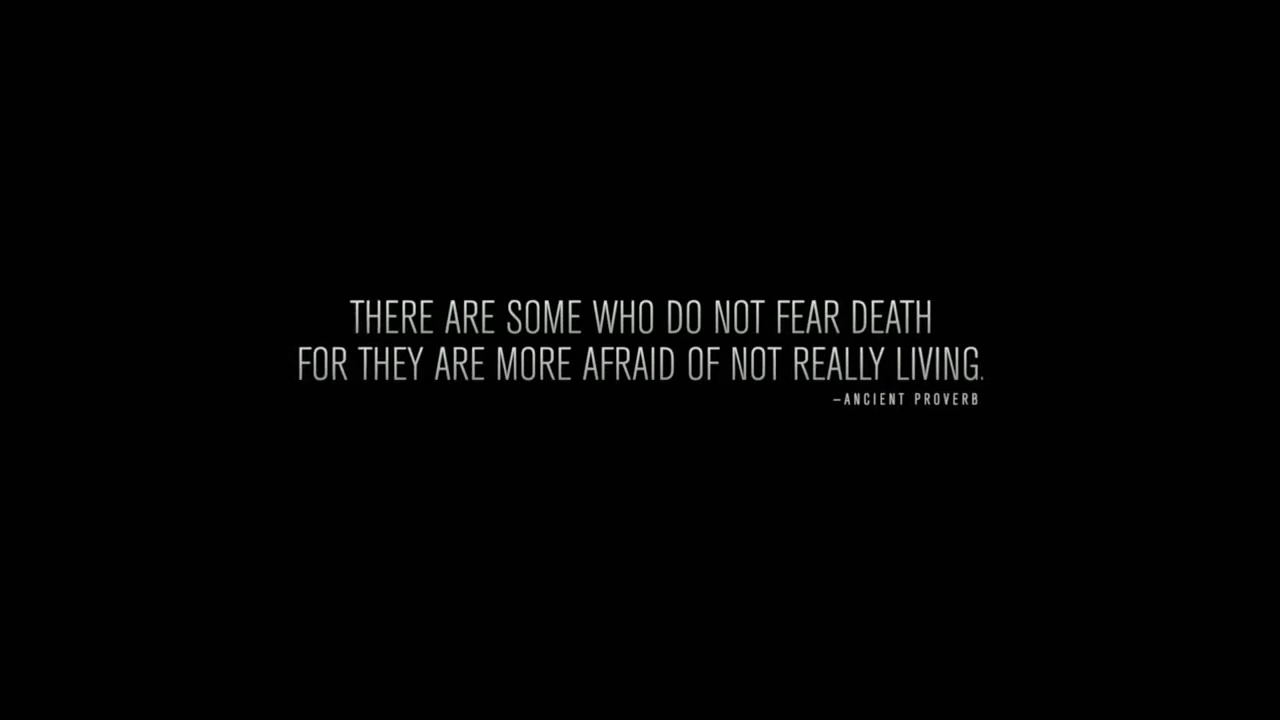 THERE ARE SOME WHO DO NOT FEAR DEATH
FOR THEY ARE MORE AFRAID OF NOT REALLY LIVING.
–ANCIENT PROVERB